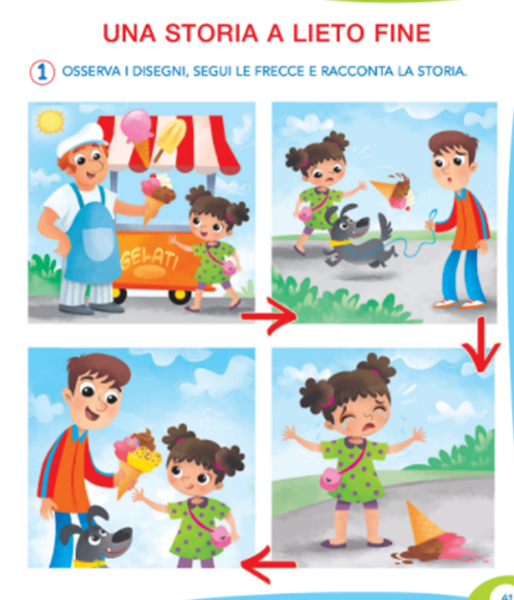 UNA STORIA A LIETO FINE
1 OSSERVA I DISEGNI, SEGUI LE FRECCE E RACCONTA LA STORIA.
GELATI
41